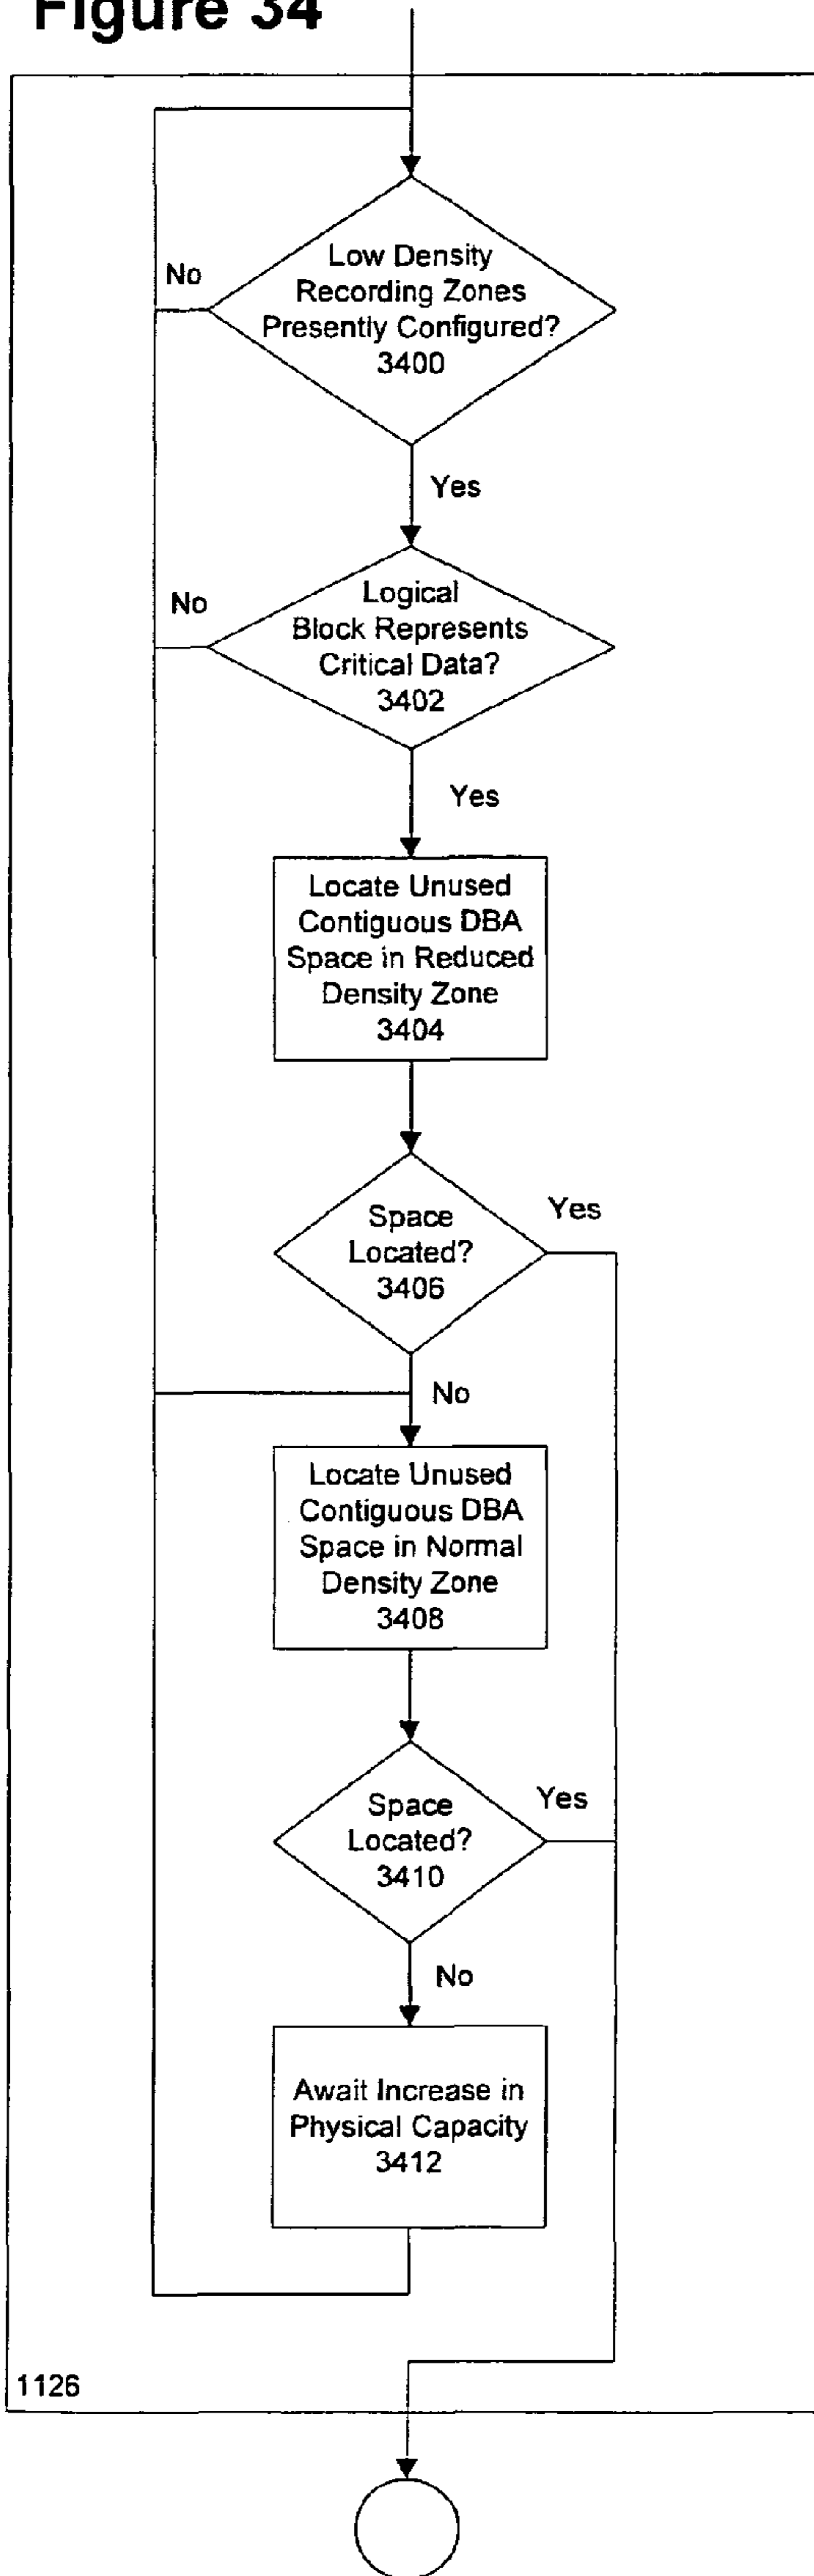 Figure 34
Low Density
Recording Zones
Presently Configured?
3400
No
Yes
Logical
Block Represents
Critical Data?
3402
No
Yes
Locate Unused
Contiguous DBA
Space in Reduced
Density Zone
3404
Space
Located?
3406
Yes
No
Locate Unused
Contiguous DBA
Space in Normal
Density Zone
3408
Space
Located?
3410
Yes
No
Await Increase in
Physical Capacity
3412
1126